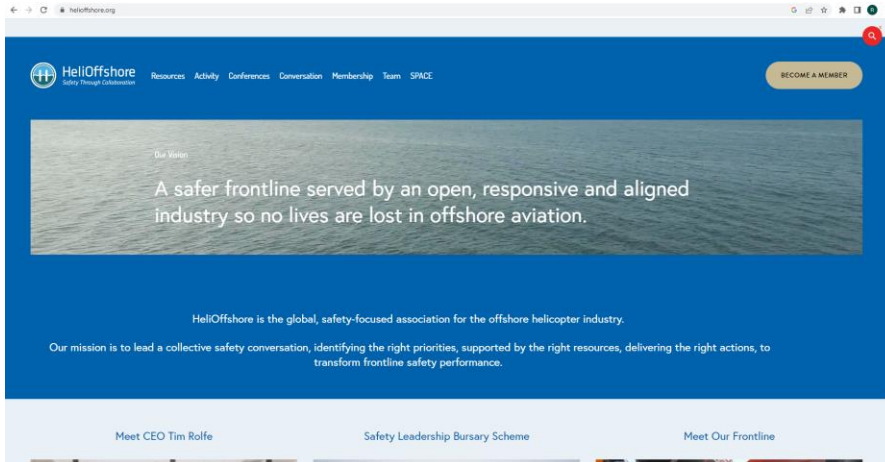 helioffshore.org
HeliOffshore
Safety Through Collaboration
Resources Activity Conferences Conversation Membership Team SPACE
BECOME A MEMBER
Our Vision
A safer frontline served by an open, responsive and aligned
industry so no lives are lost in offshore aviation.
HeliOffshore is the global, safety-focused association for the offshore helicopter industry.
Our mission is to lead a collective safety conversation, identifying the right priorities, supported by the right resources, delivering the right actions, to
transform frontline safety performance.
Meet CEO Tim Rolfe
Safety Leadership Bursary Scheme
Meet Our Frontline